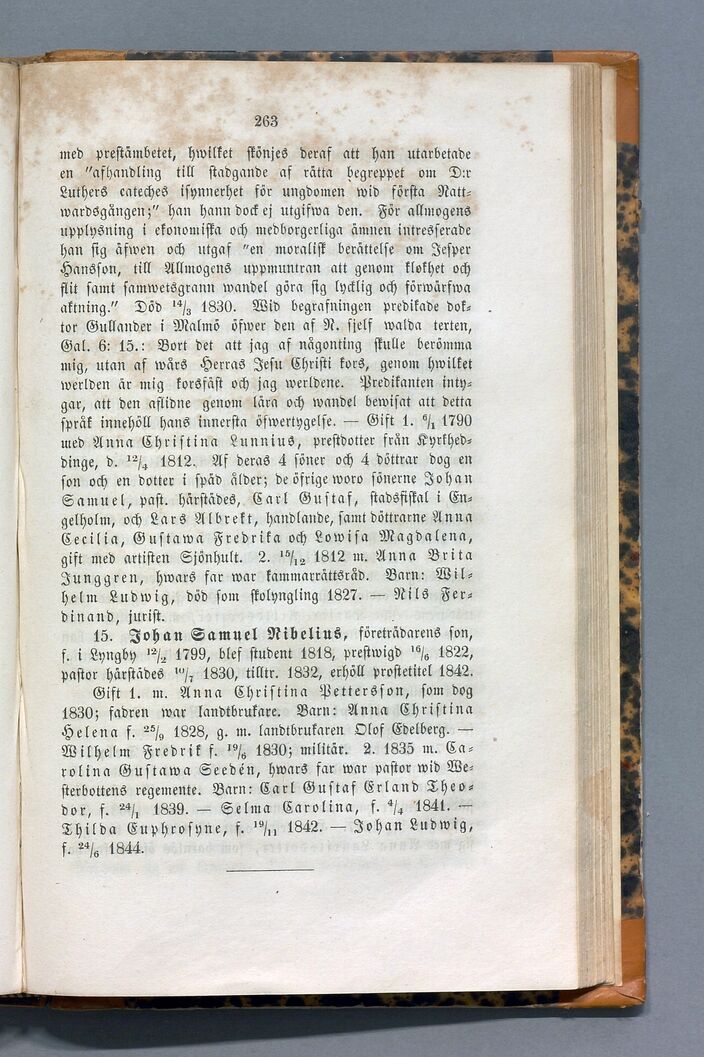 263
med prestämbetet, hwilket skönjes deraf att han utarbetade
en "afhandling till stadgande af rätta begreppet om D:r
Luthers cateches isynnerhet för ungdomen wid första Natt-
wardsgången;" han hann dock ej utgifwa den. För allmogens
upplysning i ekonomiska och medborgerliga ämnen intresserade
han sig äfwen och utgaf "en moralisk berättelse om Jesper
Hansson, till Allmogens uppmuntran att genom klokhet och
flit samt samwetsgrann wandel göra sig lycklig och förwärfwa
aktning." Död 14/3 1830. Wid begrafningen predikade dok-
tor Gullander i Malmö öfwer den af N. sjelf walda texten,
Gal. 6: 15.: Bort det att jag af någonting skulle berömma
mig, utan af wårs Herras Jesu Christi kors, genom hwilket
werlden är mig korsfäst och jag werldene. Predikanten inty-
gar, att den aflidne genom lära och wandel bewisat att detta
språk innehöll hans innersta öfwertygelse. — Gift 1. 6/1 1790
med Anna Christina Lunnius, prestdotter från Kyrkhed-
dinge, d. 12/4 1812. Af deras 4 söner och 4 döttrar dog en
son och en dotter i späd ålder; de öfrige woro sönerne Johan
Samuel, past. härstädes, Carl Gustaf, stadsfiskal i En-
gelholm, och Lars Albrekt, handlande, samt döttrarne Anna
Cecilia, Gustawa Fredrika och Lowisa Magdalena,
gift med artisten Sjönhult. 2. 15/12 1812 m. Anna Brita
Junggren, hwars far war kammarrättsråd. Barn: Wil-
helm Ludwig, död som skolyngling 1827. — Nils Fer-
dinand, jurist.
15. Johan Samuel Nibelius, företrädarens son,
f. i Lyngby 12/2 1799, blef student 1818, prestwigd 16/6 1822,
pastor härstädes 10/7 1830, tilltr. 1832, erhöll prostetitel 1842.
Gift 1. m. Anna Christina Pettersson, som dog
1830; fadren war landtbrukare. Barn: Anna Christina
Helena f. 25/9 1828, g. m. landtbrukaren Olof Edelberg. —
Wilhelm Fredrik f. 19/6 1830; militär. 2. 1835 m. Ca-
rolina Gustawa Seedén, hwars far war pastor wid We-
sterbottens regemente. Barn: Carl Gustaf Erland Theo-
dor, f. 24/1 1839. — Selma Carolina, f. 4/4 1841. —
Thilda Euphrosyne, f. 19/11 1842. — Johan Ludwig,
f. 24/6 1844.